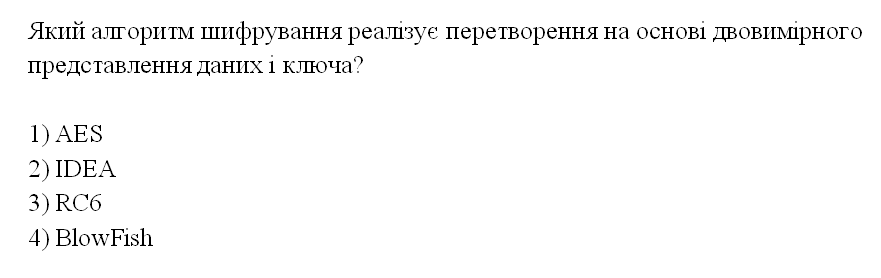 Який алгоритм шифрування реалізує перетворення на основі двовимірного
представлення даних і ключа?
1) AES
2) IDEA
3) RC6
4) BlowFish